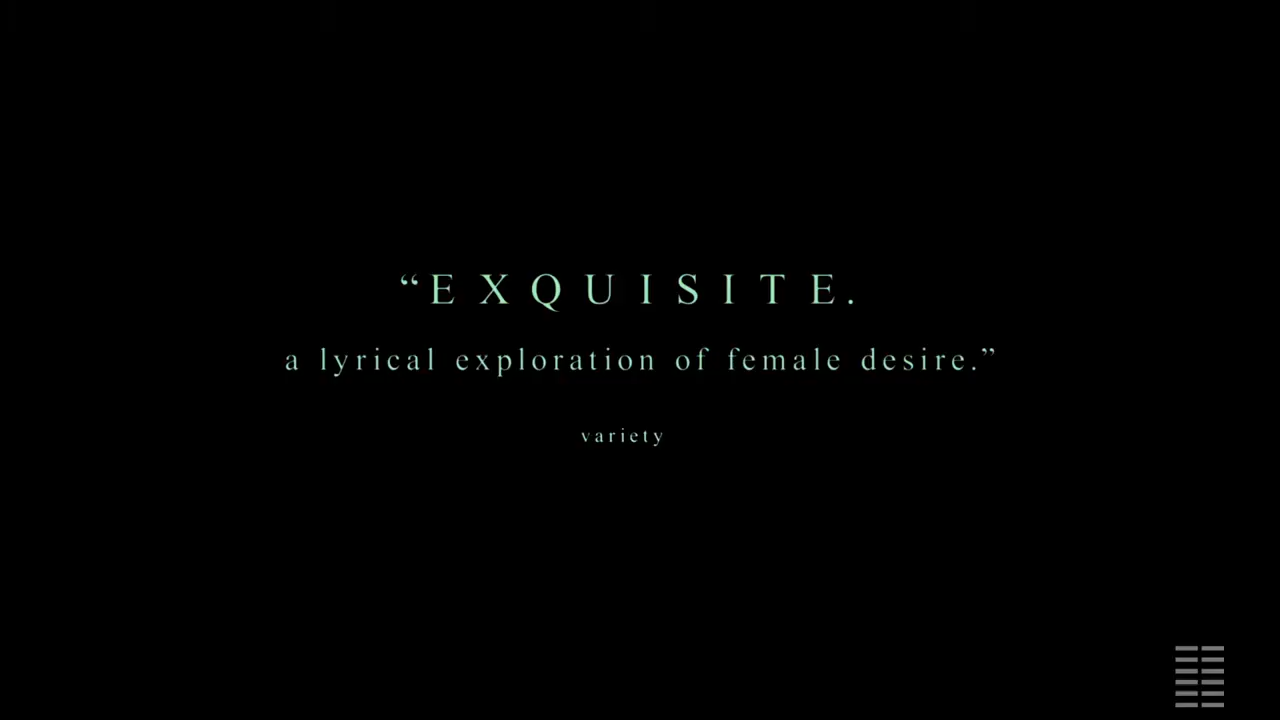 “EXQUISITE.
a lyrical exploration of female desire.”
variety